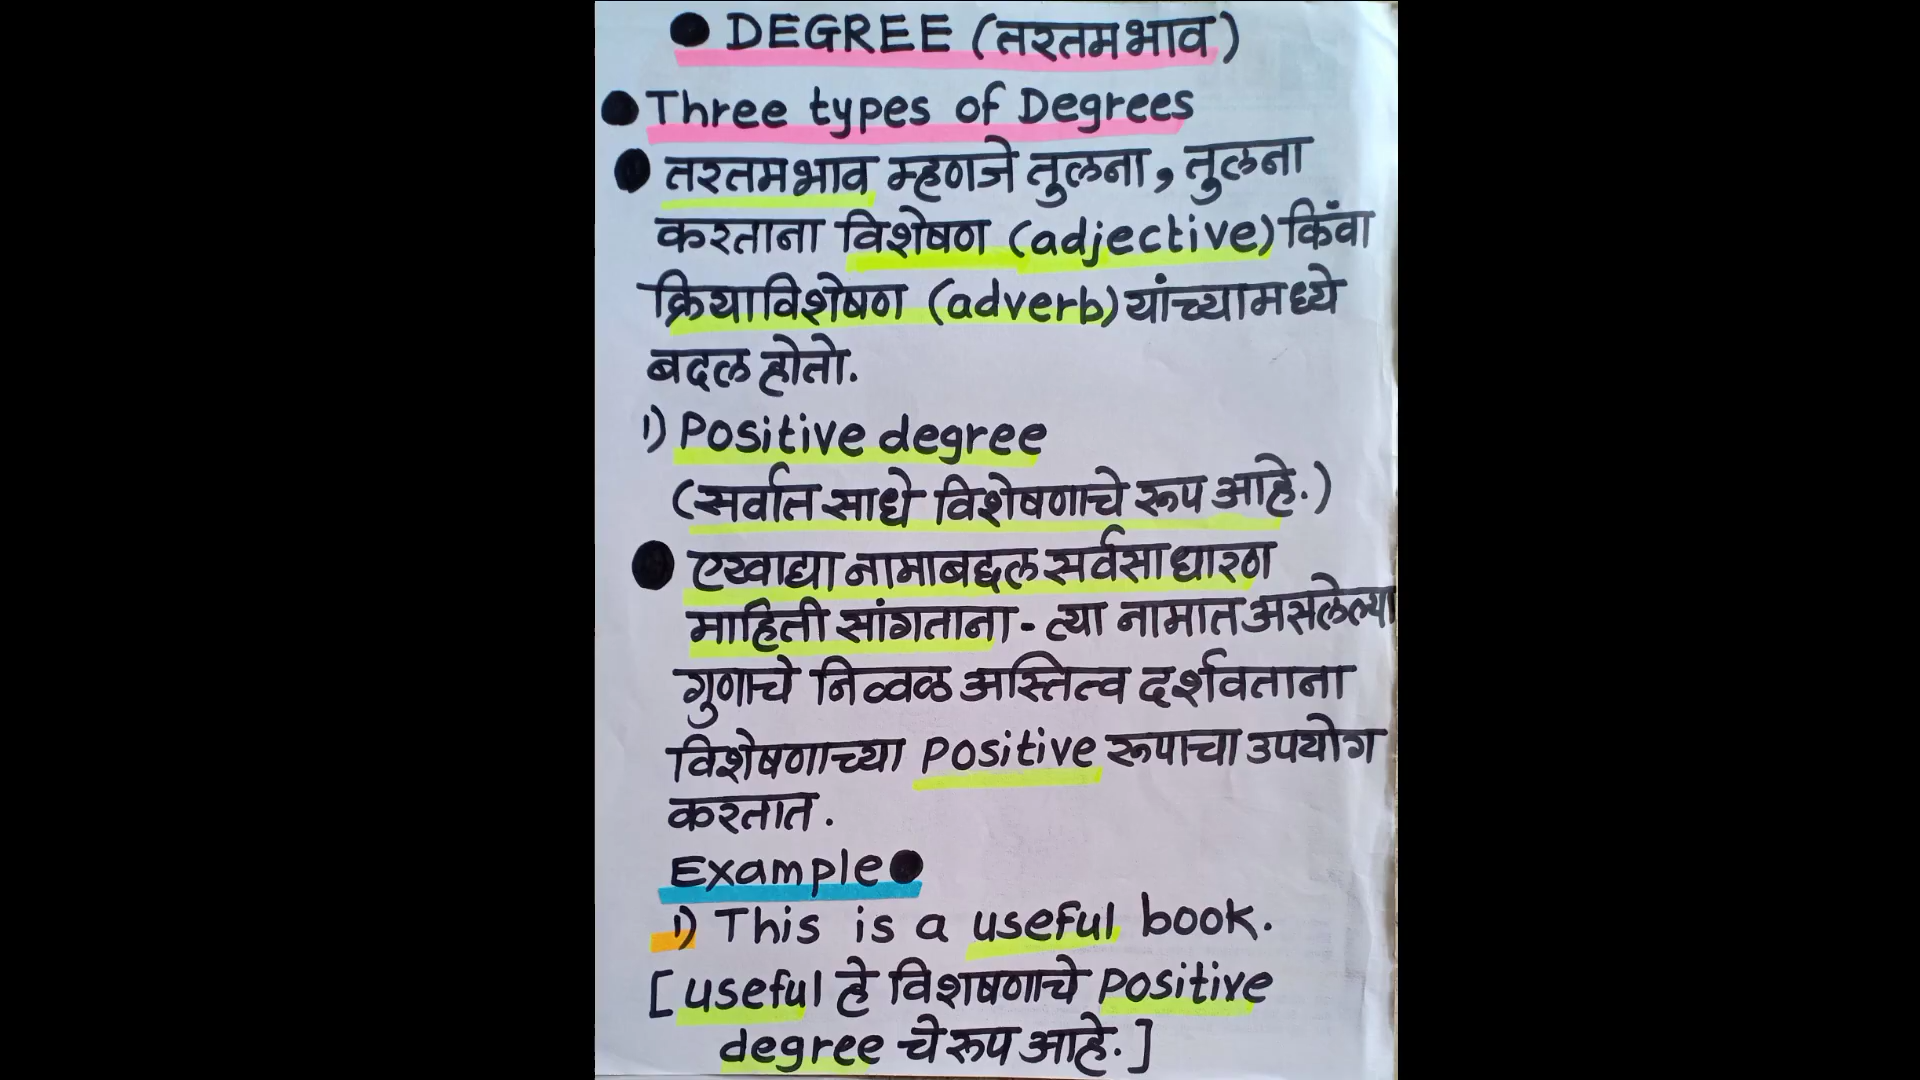 ● DEGREE (तरतमभाव)
● Three types of Degrees
● तरतमभाव म्हणजे तुलना, तुलना
करताना विशेषण (adjective) किंवा
क्रियाविशेषण (adverb) यांच्यामध्ये
बदल होतो.
1) Positive degree
(सर्वात साधे विशेषणाचे रूप आहे.)
● एखाद्या नामाबद्दल सर्वसाधारण
माहिती सांगताना - त्या नामात असलेल्या
गुणाचे निव्वळ अस्तित्व दर्शवताना
विशेषणाच्या Positive रूपाचा उपयोग
करतात.
Example●
1) This is a useful book.
[useful हे विशषणाचे Positive
degree चे रूप आहे.]